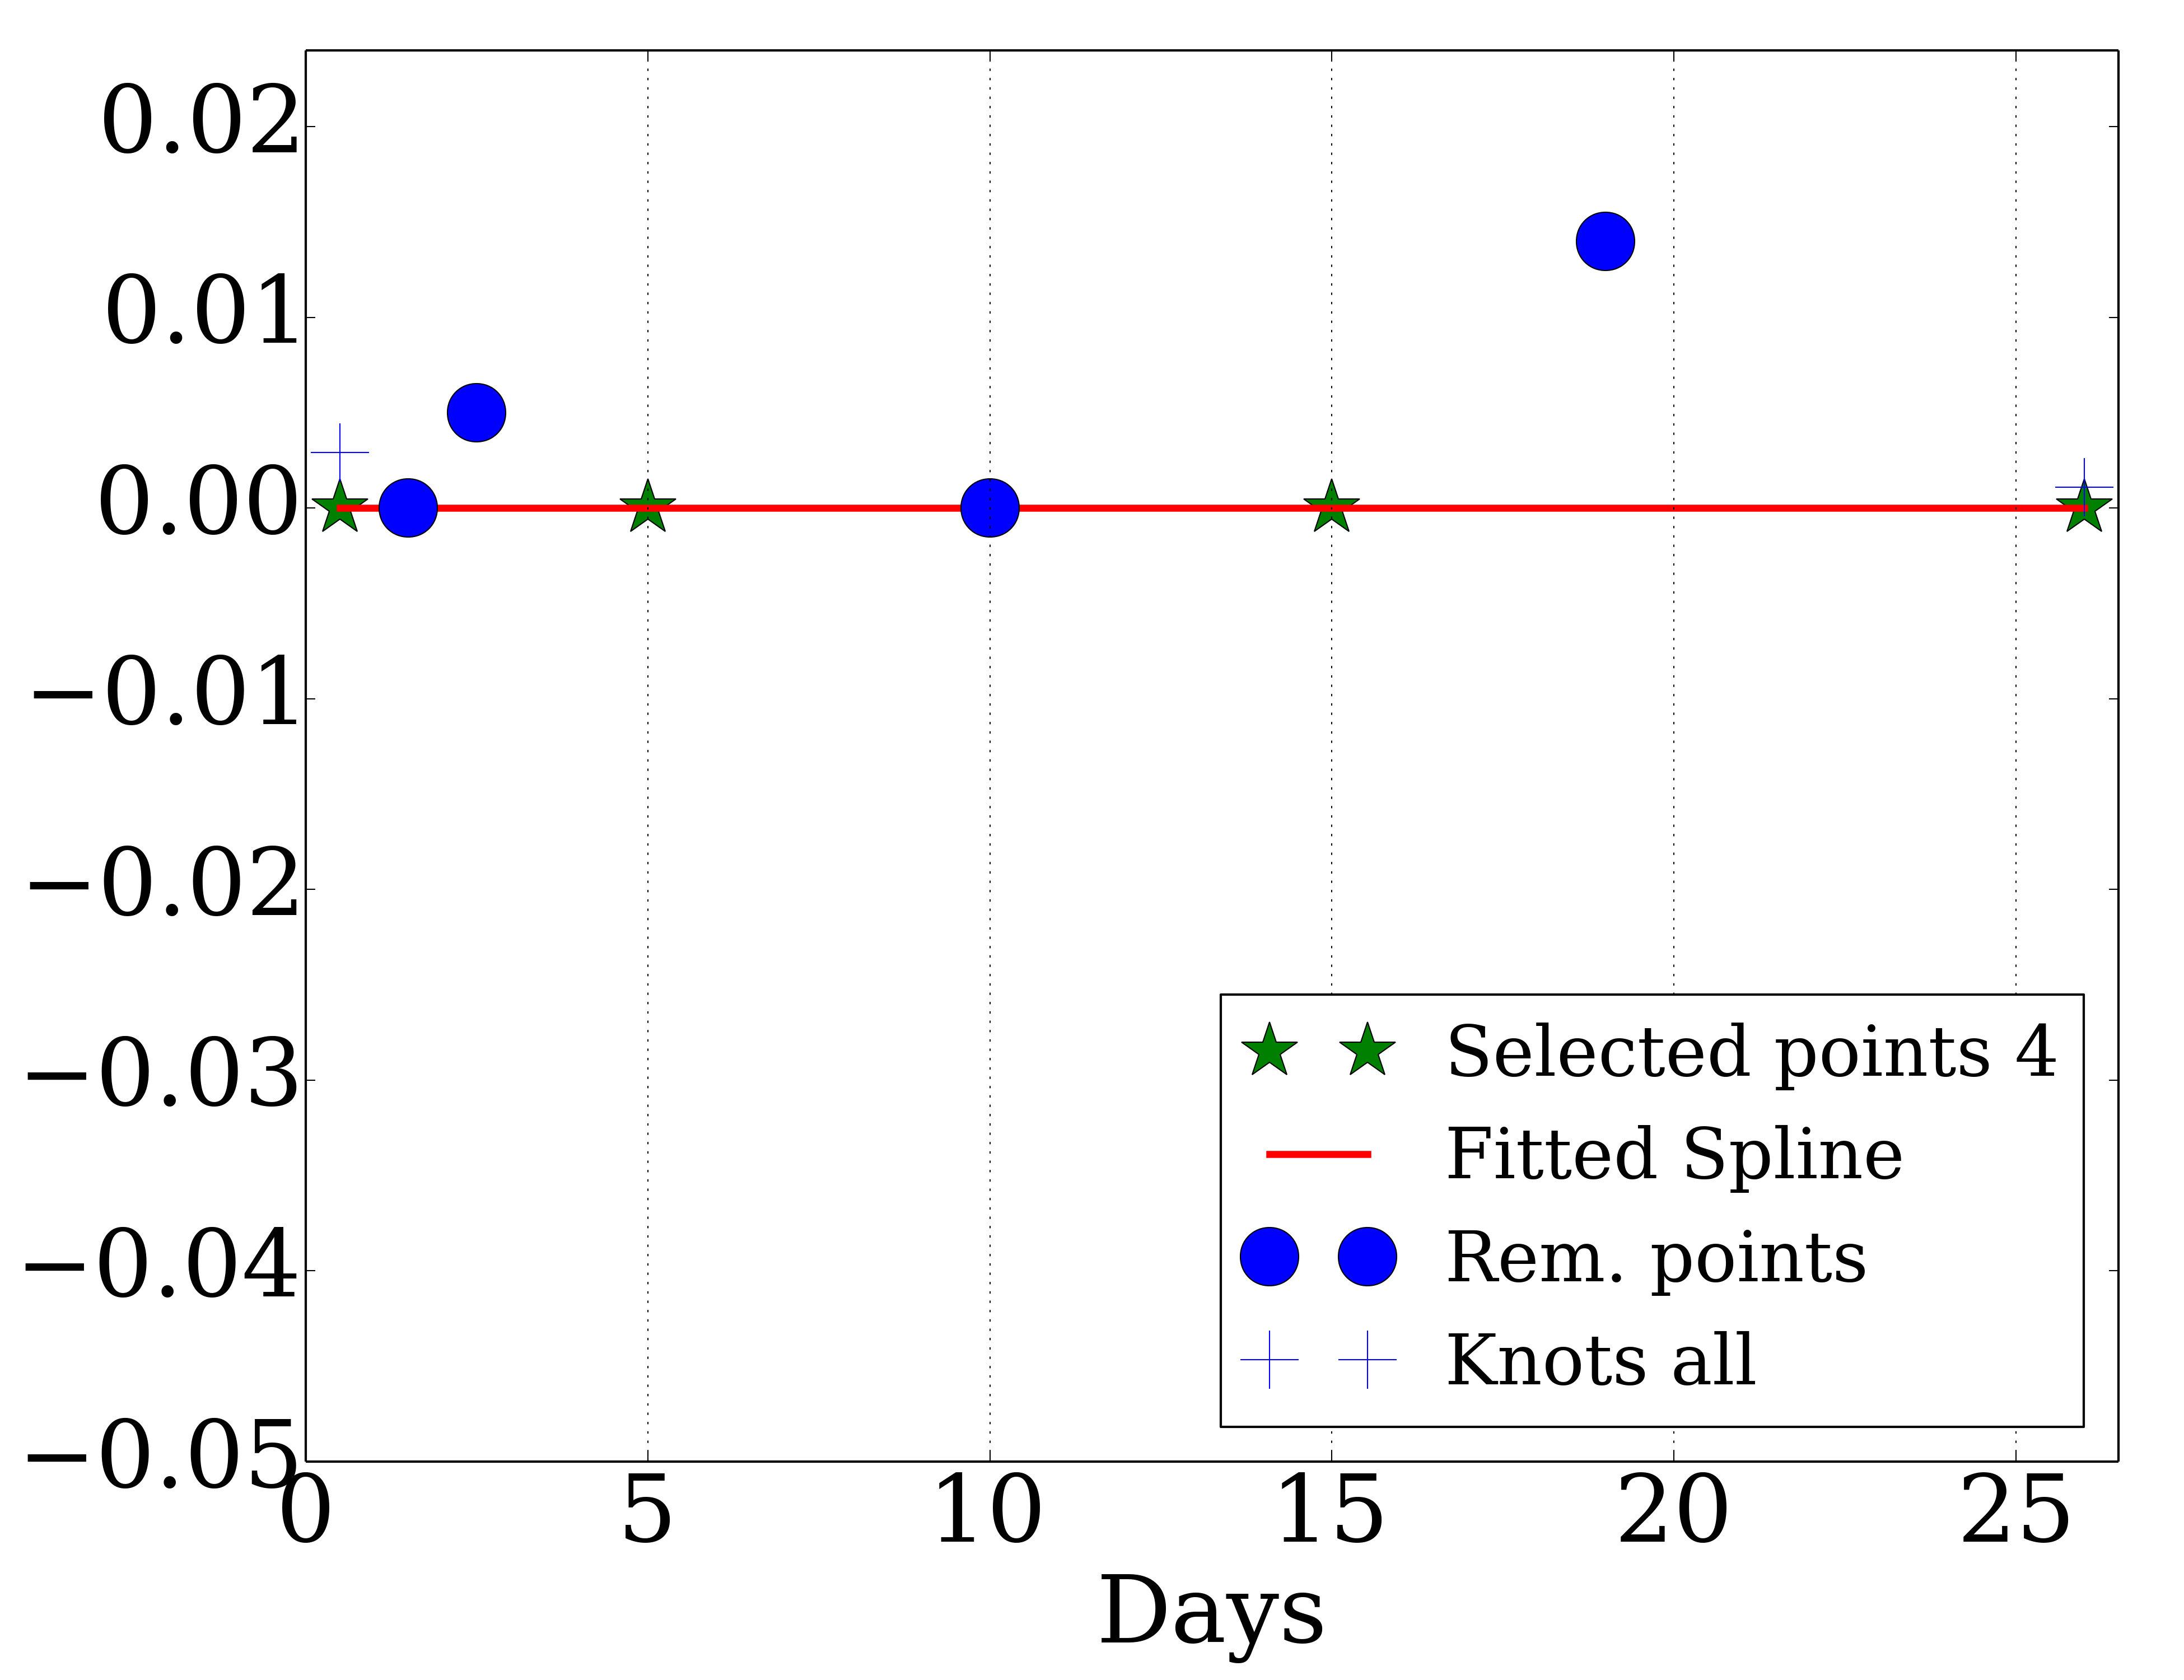 0.02
0.01
0.00
−0.01
−0.02
−0.03
−0.04
−0.05
0 5 10 15 20 25
Days
Selected points 4
Fitted Spline
Rem. points
Knots all